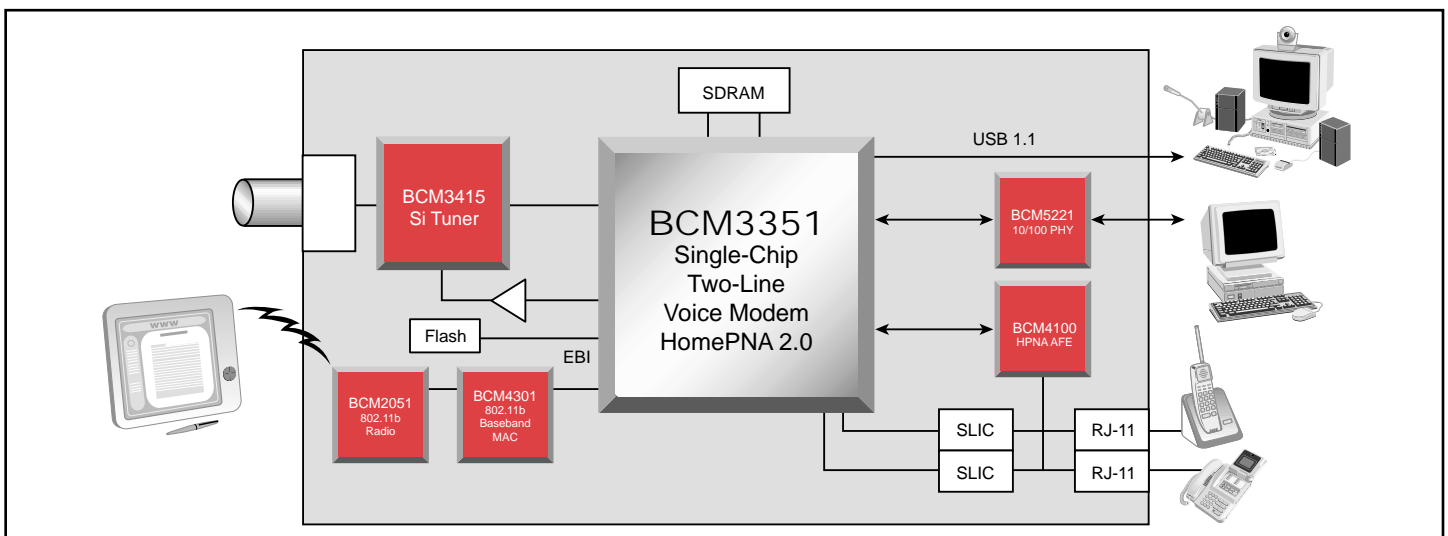 SDRAM
USB 1.1
BCM3415
Si Tuner
BCM3351
Single-Chip
Two-Line
Voice Modem
HomePNA 2.0
BCM5221
10/100 PHY
BCM4100
HPNA AFE
WWW
Flash
EBI
BCM2051
802.11b
Radio
BCM4301
802.11b
Baseband
MAC
SLIC
RJ-11
SLIC
RJ-11